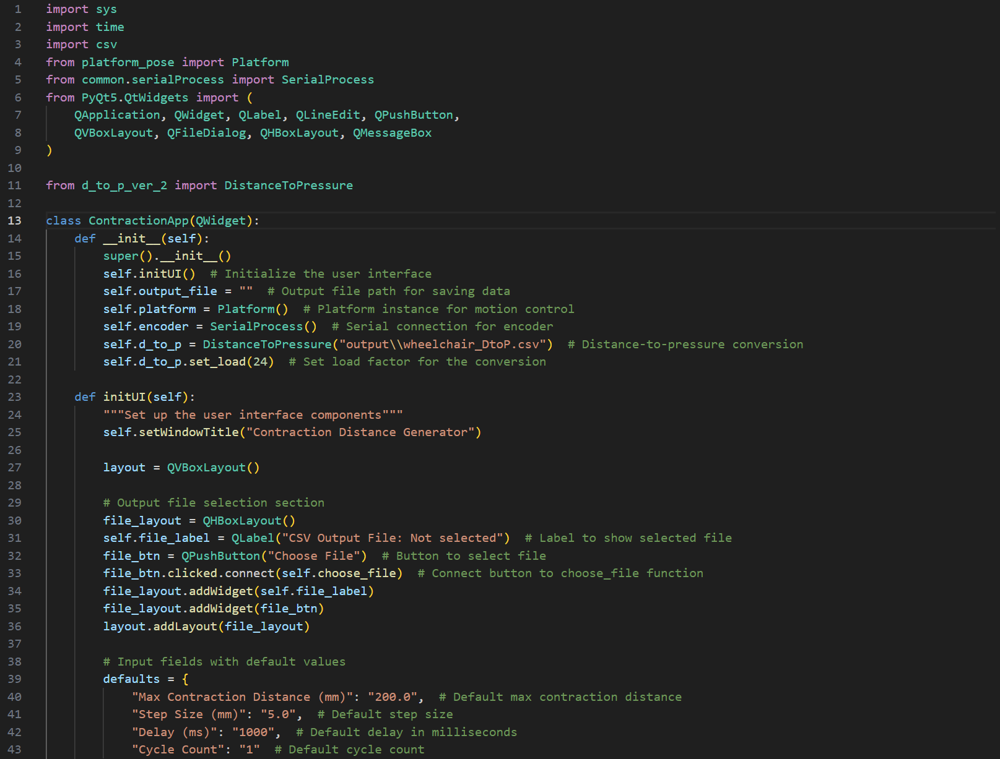 1 import sys
2 import time
3 import csv
4 from platform_pose import Platform
5 from common.serialProcess import SerialProcess
6 from PyQt5.QtWidgets import (
7     QApplication, QWidget, QLabel, QLineEdit, QPushButton,
8     QVBoxLayout, QFileDialog, QHBoxLayout, QMessageBox
9 )
10
11 from d_to_p_ver_2 import DistanceToPressure
12
13 class ContractionApp(QWidget):
14     def __init__(self):
15         super().__init__()
16         self.initUI()  # Initialize the user interface
17         self.output_file = ""  # Output file path for saving data
18         self.platform = Platform()  # Platform instance for motion control
19         self.encoder = SerialProcess()  # Serial connection for encoder
20         self.d_to_p = DistanceToPressure("output\\wheelchair_DtoP.csv")  # Distance-to-pressure conversion
21         self.d_to_p.set_load(24)  # Set load factor for the conversion
22
23     def initUI(self):
24         """Set up the user interface components"""
25         self.setWindowTitle("Contraction Distance Generator")
26
27         layout = QVBoxLayout()
28
29         # Output file selection section
30         file_layout = QHBoxLayout()
31         self.file_label = QLabel("CSV Output File: Not selected")  # Label to show selected file
32         file_btn = QPushButton("Choose File")  # Button to select file
33         file_btn.clicked.connect(self.choose_file)  # Connect button to choose_file function
34         file_layout.addWidget(self.file_label)
35         file_layout.addWidget(file_btn)
36         layout.addLayout(file_layout)
37
38         # Input fields with default values
39         defaults = {
40             "Max Contraction Distance (mm)": "200.0",  # Default max contraction distance
41             "Step Size (mm)": "5.0",  # Default step size
42             "Delay (ms)": "1000",  # Default delay in milliseconds
43             "Cycle Count": "1"  # Default cycle count